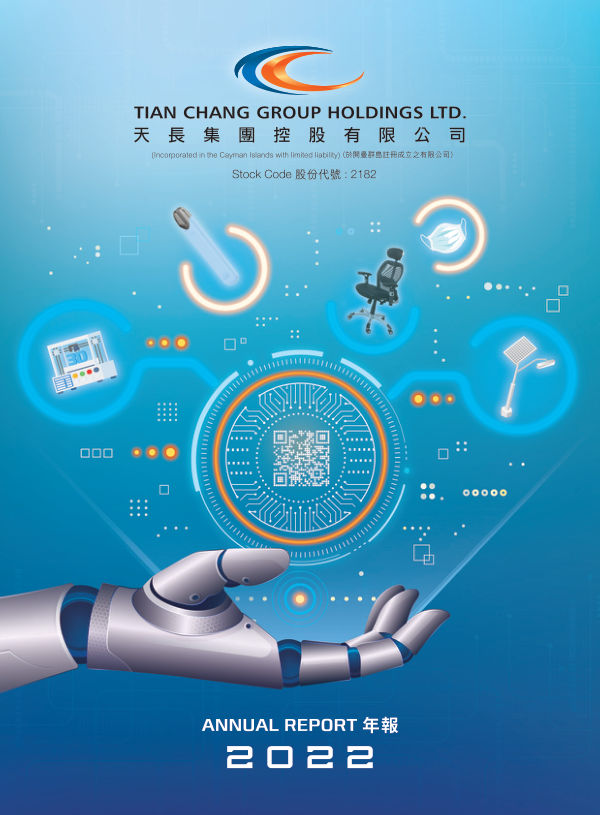 TIAN CHANG GROUP HOLDINGS LTD.
天長集團控股有限公司
(Incorporated in the Cayman Islands with limited liability) (於開曼群島註冊成立之有限公司)
Stock Code 股份代號 : 2182
3D
ANNUAL REPORT 年報
2022